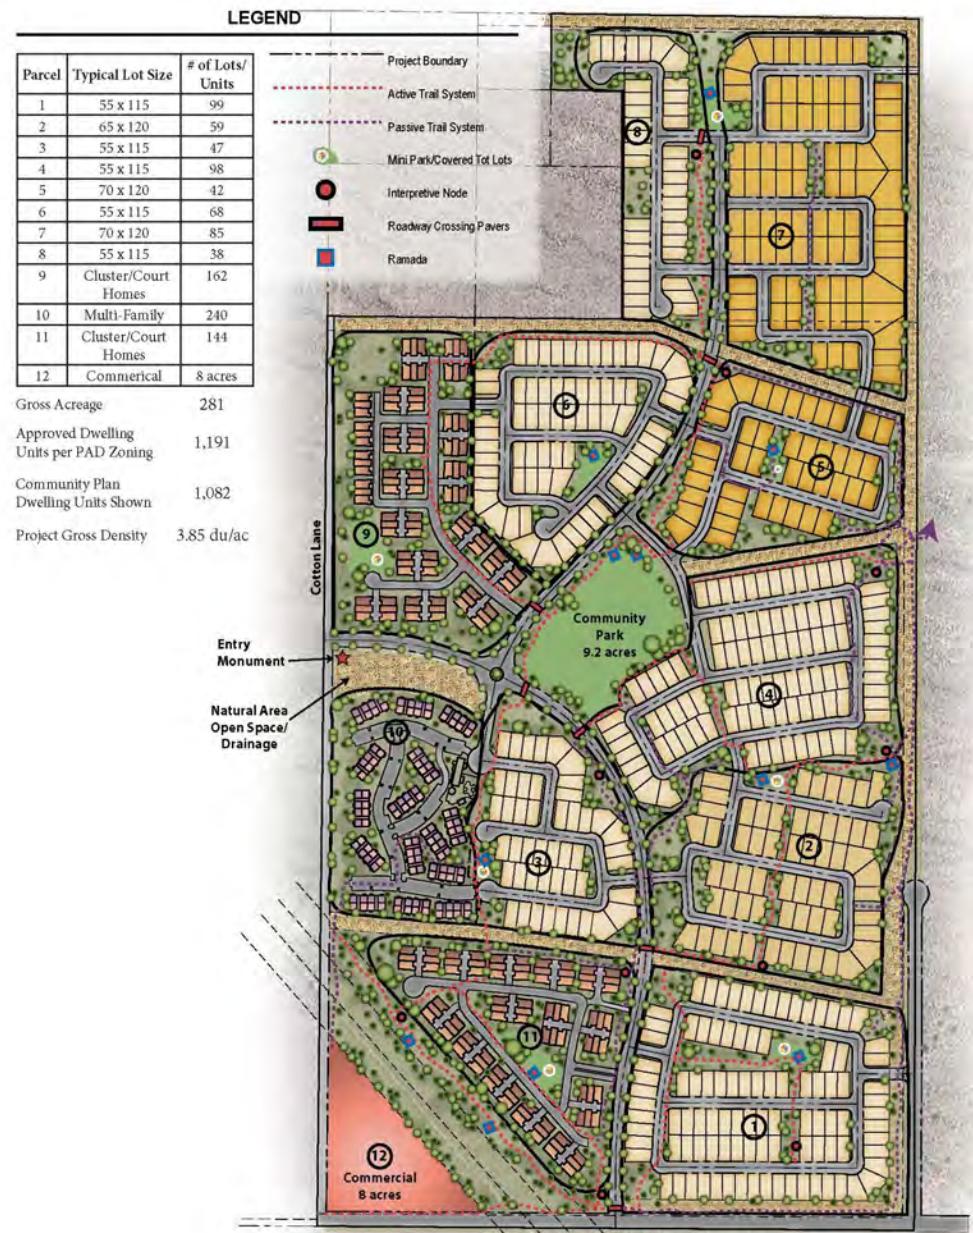 LEGEND
Parcel Typical Lot Size # of Lots/
Units
1 55 x 115 99
2 65 x 120 59
3 55 x 115 47
4 55 x 115 98
5 70 x 120 42
6 55 x 115 68
7 70 x 120 85
8 55 x 115 38
9 Cluster/Court
Homes 162
10 Multi-Family 240
11 Cluster/Court
Homes 144
12 Commerical 8 acres
Gross Acreage 281
Approved Dwelling
Units per PAD Zoning 1,191
Community Plan
Dwelling Units Shown 1,082
Project Gross Density 3.85 du/ac
Project Boundary
Active Trail System
Passive Trail System
Mini Park/Covered Tot Lots
Interpretive Node
Roadway Crossing Pavers
Ramada
8
7
6
5
9
Cotton Lane
Community
Park
9.2 acres
Entry
Monument
Natural Area
Open Space/
Drainage
4
10
3
2
11
1
12
Commercial
8 acres